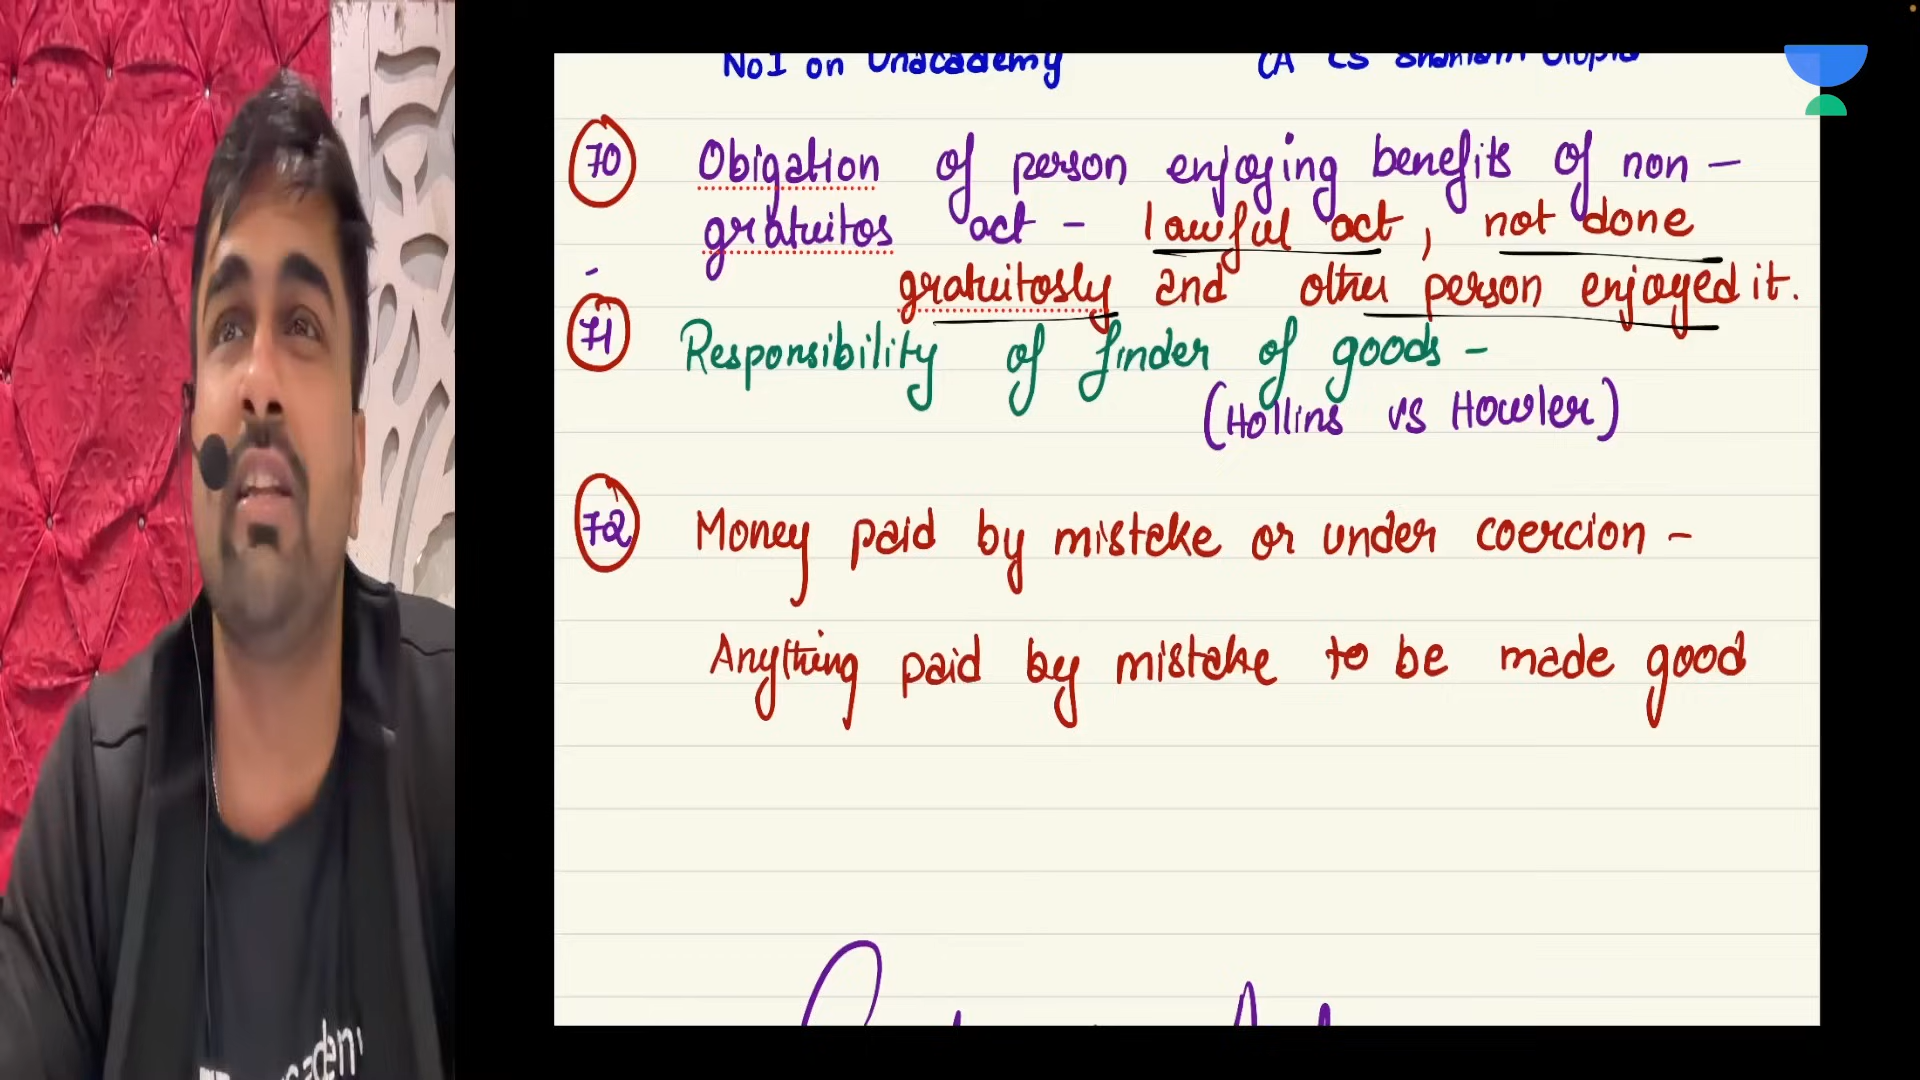 No1 on Unacademy CA CS
70 Obigation of person enjoying benefits of non -
gratuitos act - lawful act, not done
gratuitosly and other person enjoyed it.
71 Responsibility of finder of goods -
(Hollins vs Howler)
72 Money paid by mistake or under coercion -
Anything paid by mistake to be made good